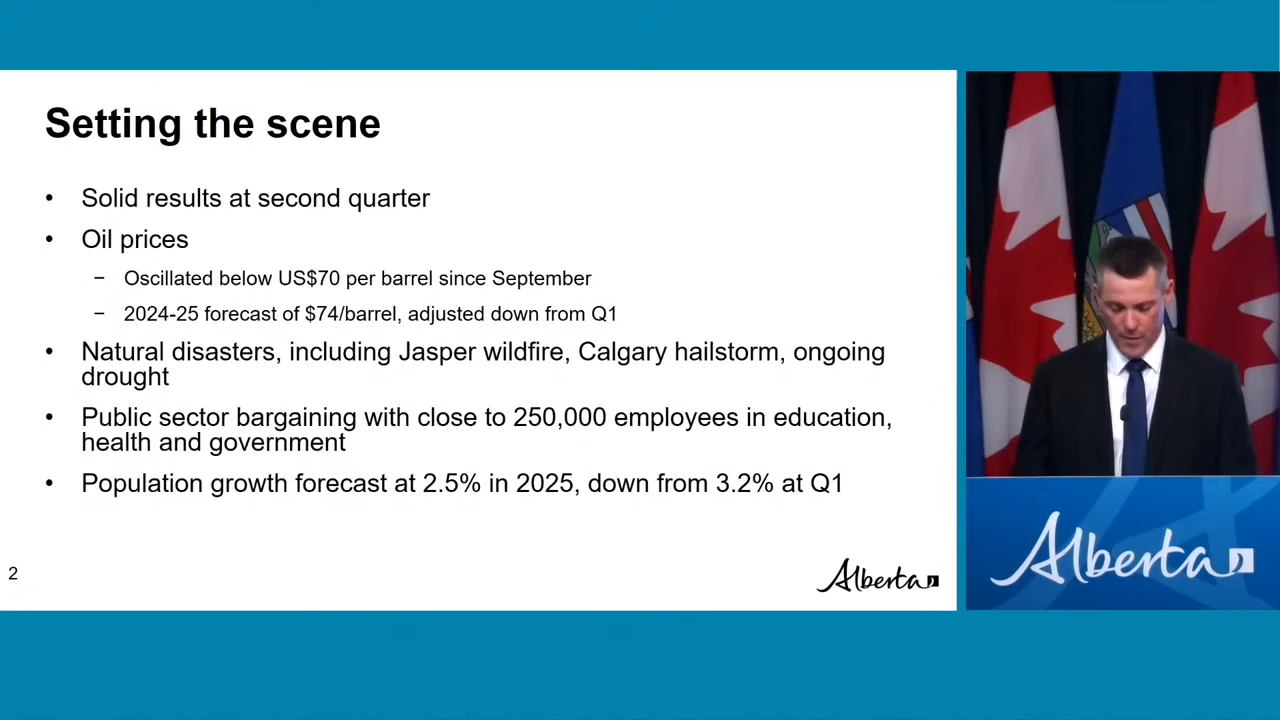 Setting the scene
• Solid results at second quarter
• Oil prices
− Oscillated below US$70 per barrel since September
− 2024-25 forecast of $74/barrel, adjusted down from Q1
• Natural disasters, including Jasper wildfire, Calgary hailstorm, ongoing
drought
• Public sector bargaining with close to 250,000 employees in education,
health and government
• Population growth forecast at 2.5% in 2025, down from 3.2% at Q1
2
Alberta
Alberta